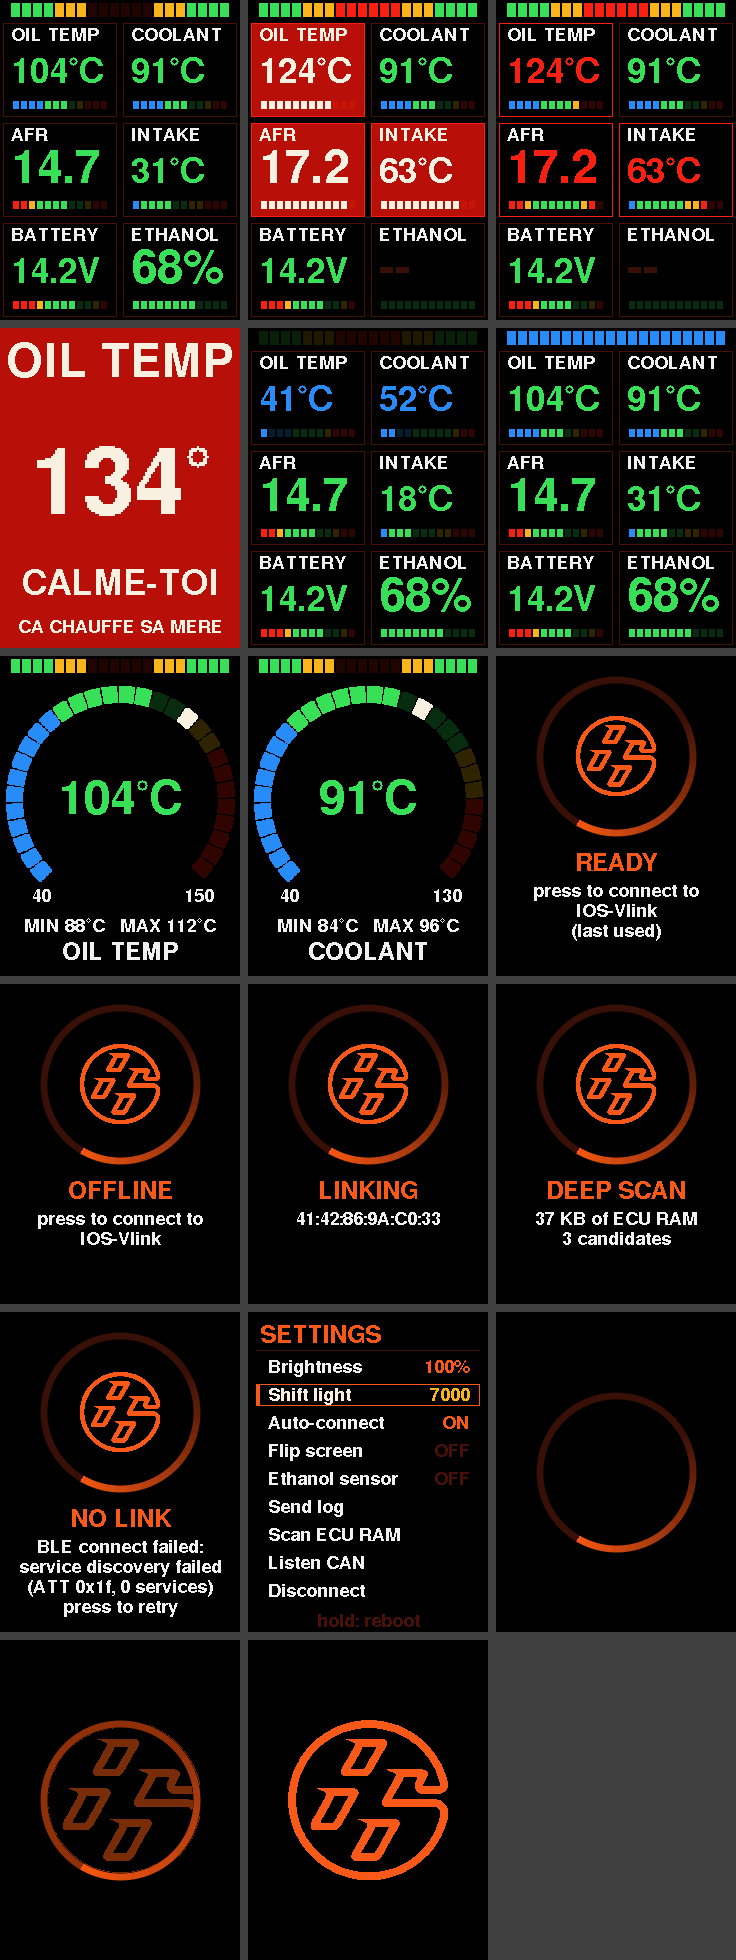 OIL TEMP COOLANT
104°C 91°C
AFR INTAKE
14.7 31°C
BATTERY ETHANOL
14.2V 68%
OIL TEMP COOLANT
124°C 91°C
AFR INTAKE
17.2 63°C
BATTERY ETHANOL
14.2V --
OIL TEMP COOLANT
124°C 91°C
AFR INTAKE
17.2 63°C
BATTERY ETHANOL
14.2V --
OIL TEMP
134°
CALME-TOI
CA CHAUFFE SA MERE
OIL TEMP COOLANT
41°C 52°C
AFR INTAKE
14.7 18°C
BATTERY ETHANOL
14.2V 68%
OIL TEMP COOLANT
104°C 91°C
AFR INTAKE
14.7 31°C
BATTERY ETHANOL
14.2V 68%
104°C
40 150
MIN 88°C MAX 112°C
OIL TEMP
91°C
40 130
MIN 84°C MAX 96°C
COOLANT
READY
press to connect to
IOS-Vlink
(last used)
OFFLINE
press to connect to
IOS-Vlink
LINKING
41:42:86:9A:C0:33
DEEP SCAN
37 KB of ECU RAM
3 candidates
NO LINK
BLE connect failed:
service discovery failed
(ATT 0x1f, 0 services)
press to retry
SETTINGS
Brightness 100%
Shift light 7000
Auto-connect ON
Flip screen OFF
Ethanol sensor OFF
Send log
Scan ECU RAM
Listen CAN
Disconnect
hold: reboot